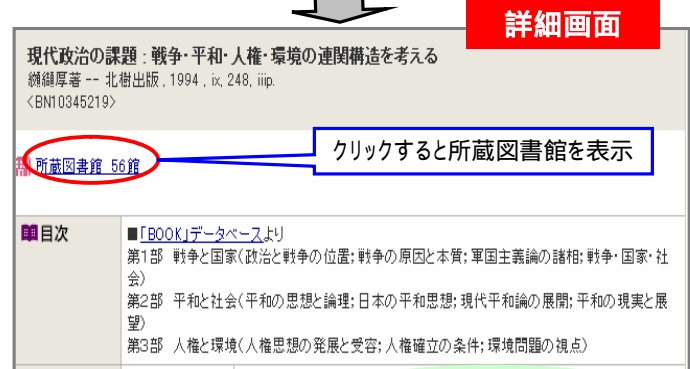 詳細画面
現代政治の課題 : 戦争・平和・人権・環境の連関構造を考える
纐纈厚著 -- 北樹出版 , 1994 , ix, 248, iiip.
<BN10345219>
所蔵図書館 56館
クリックすると所蔵図書館を表示
目次
■「BOOK」データベースより
第1部 戦争と国家(政治と戦争の位置; 戦争の原因と本質; 軍国主義論の諸相; 戦争・国家・社
会)
第2部 平和と社会(平和の思想と論理; 日本の平和思想; 現代平和論の展開; 平和の現実と展
望)
第3部 人権と環境(人権思想の発展と受容; 人権確立の条件; 環境問題の視点)